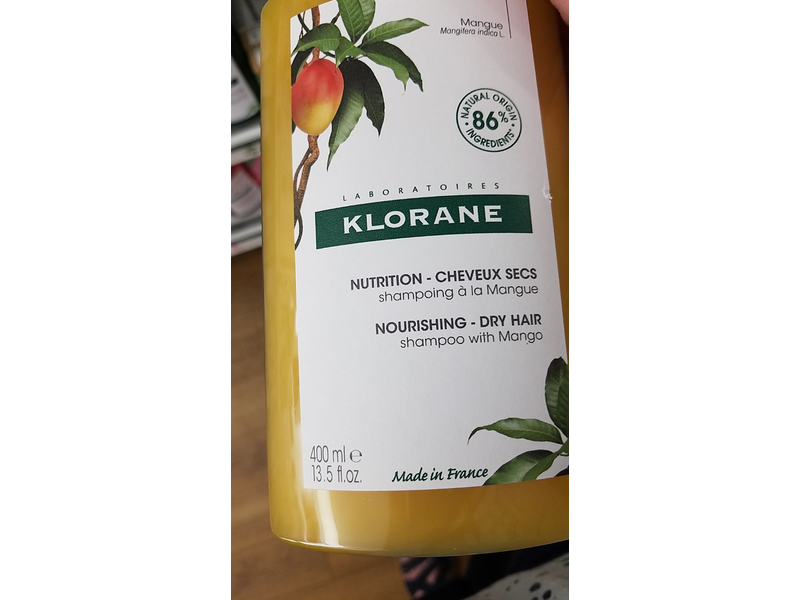 Mangue
Mangifera indica L.
NATURAL ORIGIN
86%
INGREDIENTS*
LABORATOIRES
KLORANE
NUTRITION - CHEVEUX SECS
shampoing à la Mangue
NOURISHING - DRY HAIR
shampoo with Mango
400 ml e
13.5 fl.oz.
Made in France